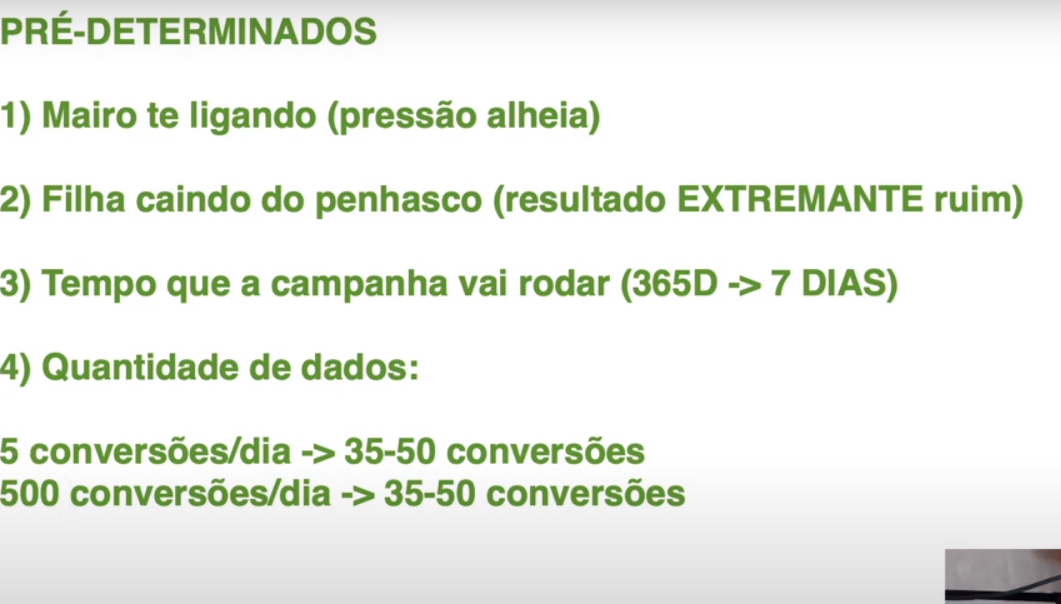 PRÉ-DETERMINADOS
1) Mairo te ligando (pressão alheia)
2) Filha caindo do penhasco (resultado EXTREMANTE ruim)
3) Tempo que a campanha vai rodar (365D -> 7 DIAS)
4) Quantidade de dados:
5 conversões/dia -> 35-50 conversões
500 conversões/dia -> 35-50 conversões